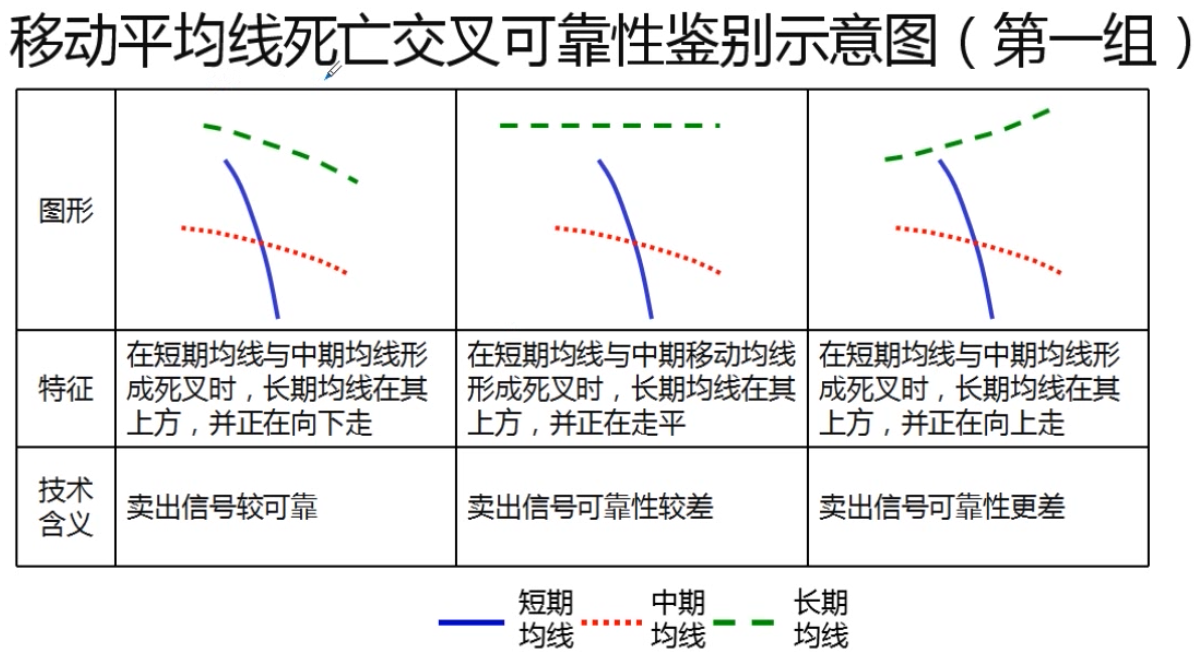 移动平均线死亡交叉可靠性鉴别示意图（第一组）
图形
特征
在短期均线与中期均线形
成死叉时，长期均线在其
上方，并正在向下走
在短期均线与中期移动均线
形成死叉时，长期均线在其
上方，并正在走平
在短期均线与中期均线形
成死叉时，长期均线在其
上方，并正在向上走
技术
含义
卖出信号较可靠
卖出信号可靠性较差
卖出信号可靠性更差
短期
均线
中期
均线
长期
均线